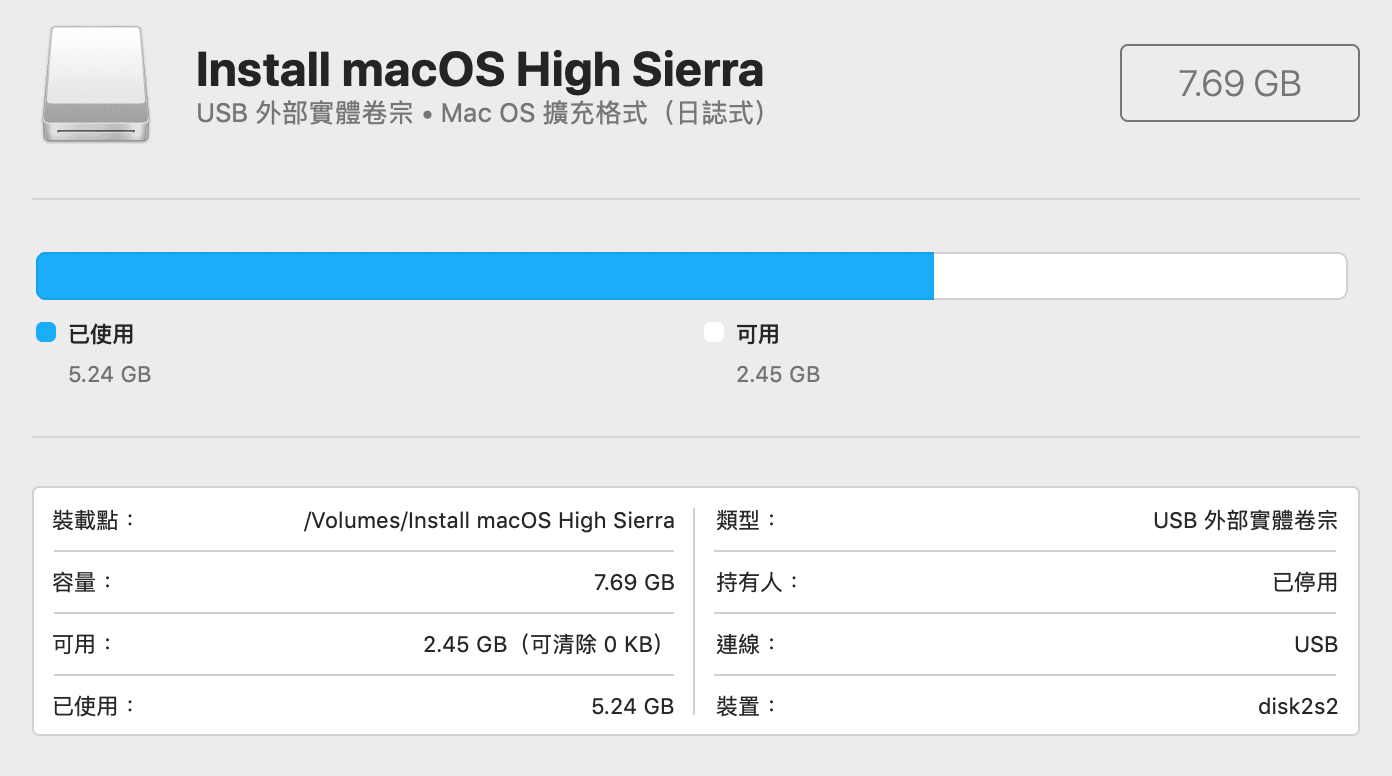 Install macOS High Sierra
USB 外部實體卷宗 • Mac OS 擴充格式（日誌式）
7.69 GB
已使用
5.24 GB
可用
2.45 GB
裝載點：
/Volumes/Install macOS High Sierra
容量：
7.69 GB
可用：
2.45 GB（可清除 0 KB）
已使用：
5.24 GB
類型：
USB 外部實體卷宗
持有人：
已停用
連線：
USB
裝置：
disk2s2